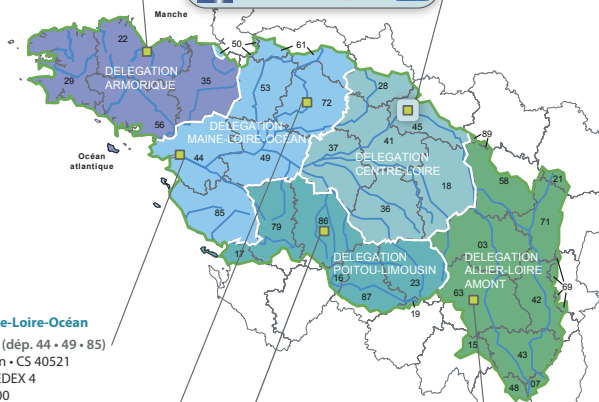 Manche
50
61
22
DELEGATION
ARMORIQUE
29
35
56
53
72
28
45
89
DELEGATION
MAINE-LOIRE-OCÉAN
Océan
atlantique
44
49
37
41
DELEGATION
CENTRE-LOIRE
18
36
58
21
71
85
79
86
17
03
DELEGATION
POITOU-LIMOUSIN
16
87
23
19
DELEGATION
ALLIER-LOIRE
AMONT
63
42
69
15
43
48
07
e-Loire-Océan
(dép. 44 • 49 • 85)
n • CS 40521
EDEX 4
00